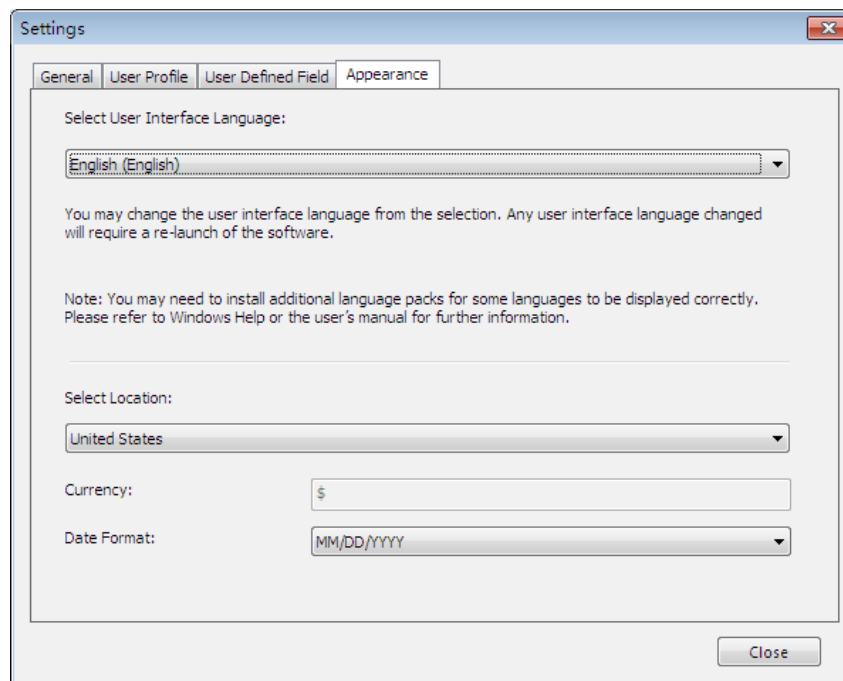 Settings
General
User Profile
User Defined Field
Appearance
Select User Interface Language:
English (English)
You may change the user interface language from the selection. Any user interface language changed
will require a re-launch of the software.
Note: You may need to install additional language packs for some languages to be displayed correctly.
Please refer to Windows Help or the user's manual for further information.
Select Location:
United States
Currency:
$
Date Format:
MM/DD/YYYY
Close